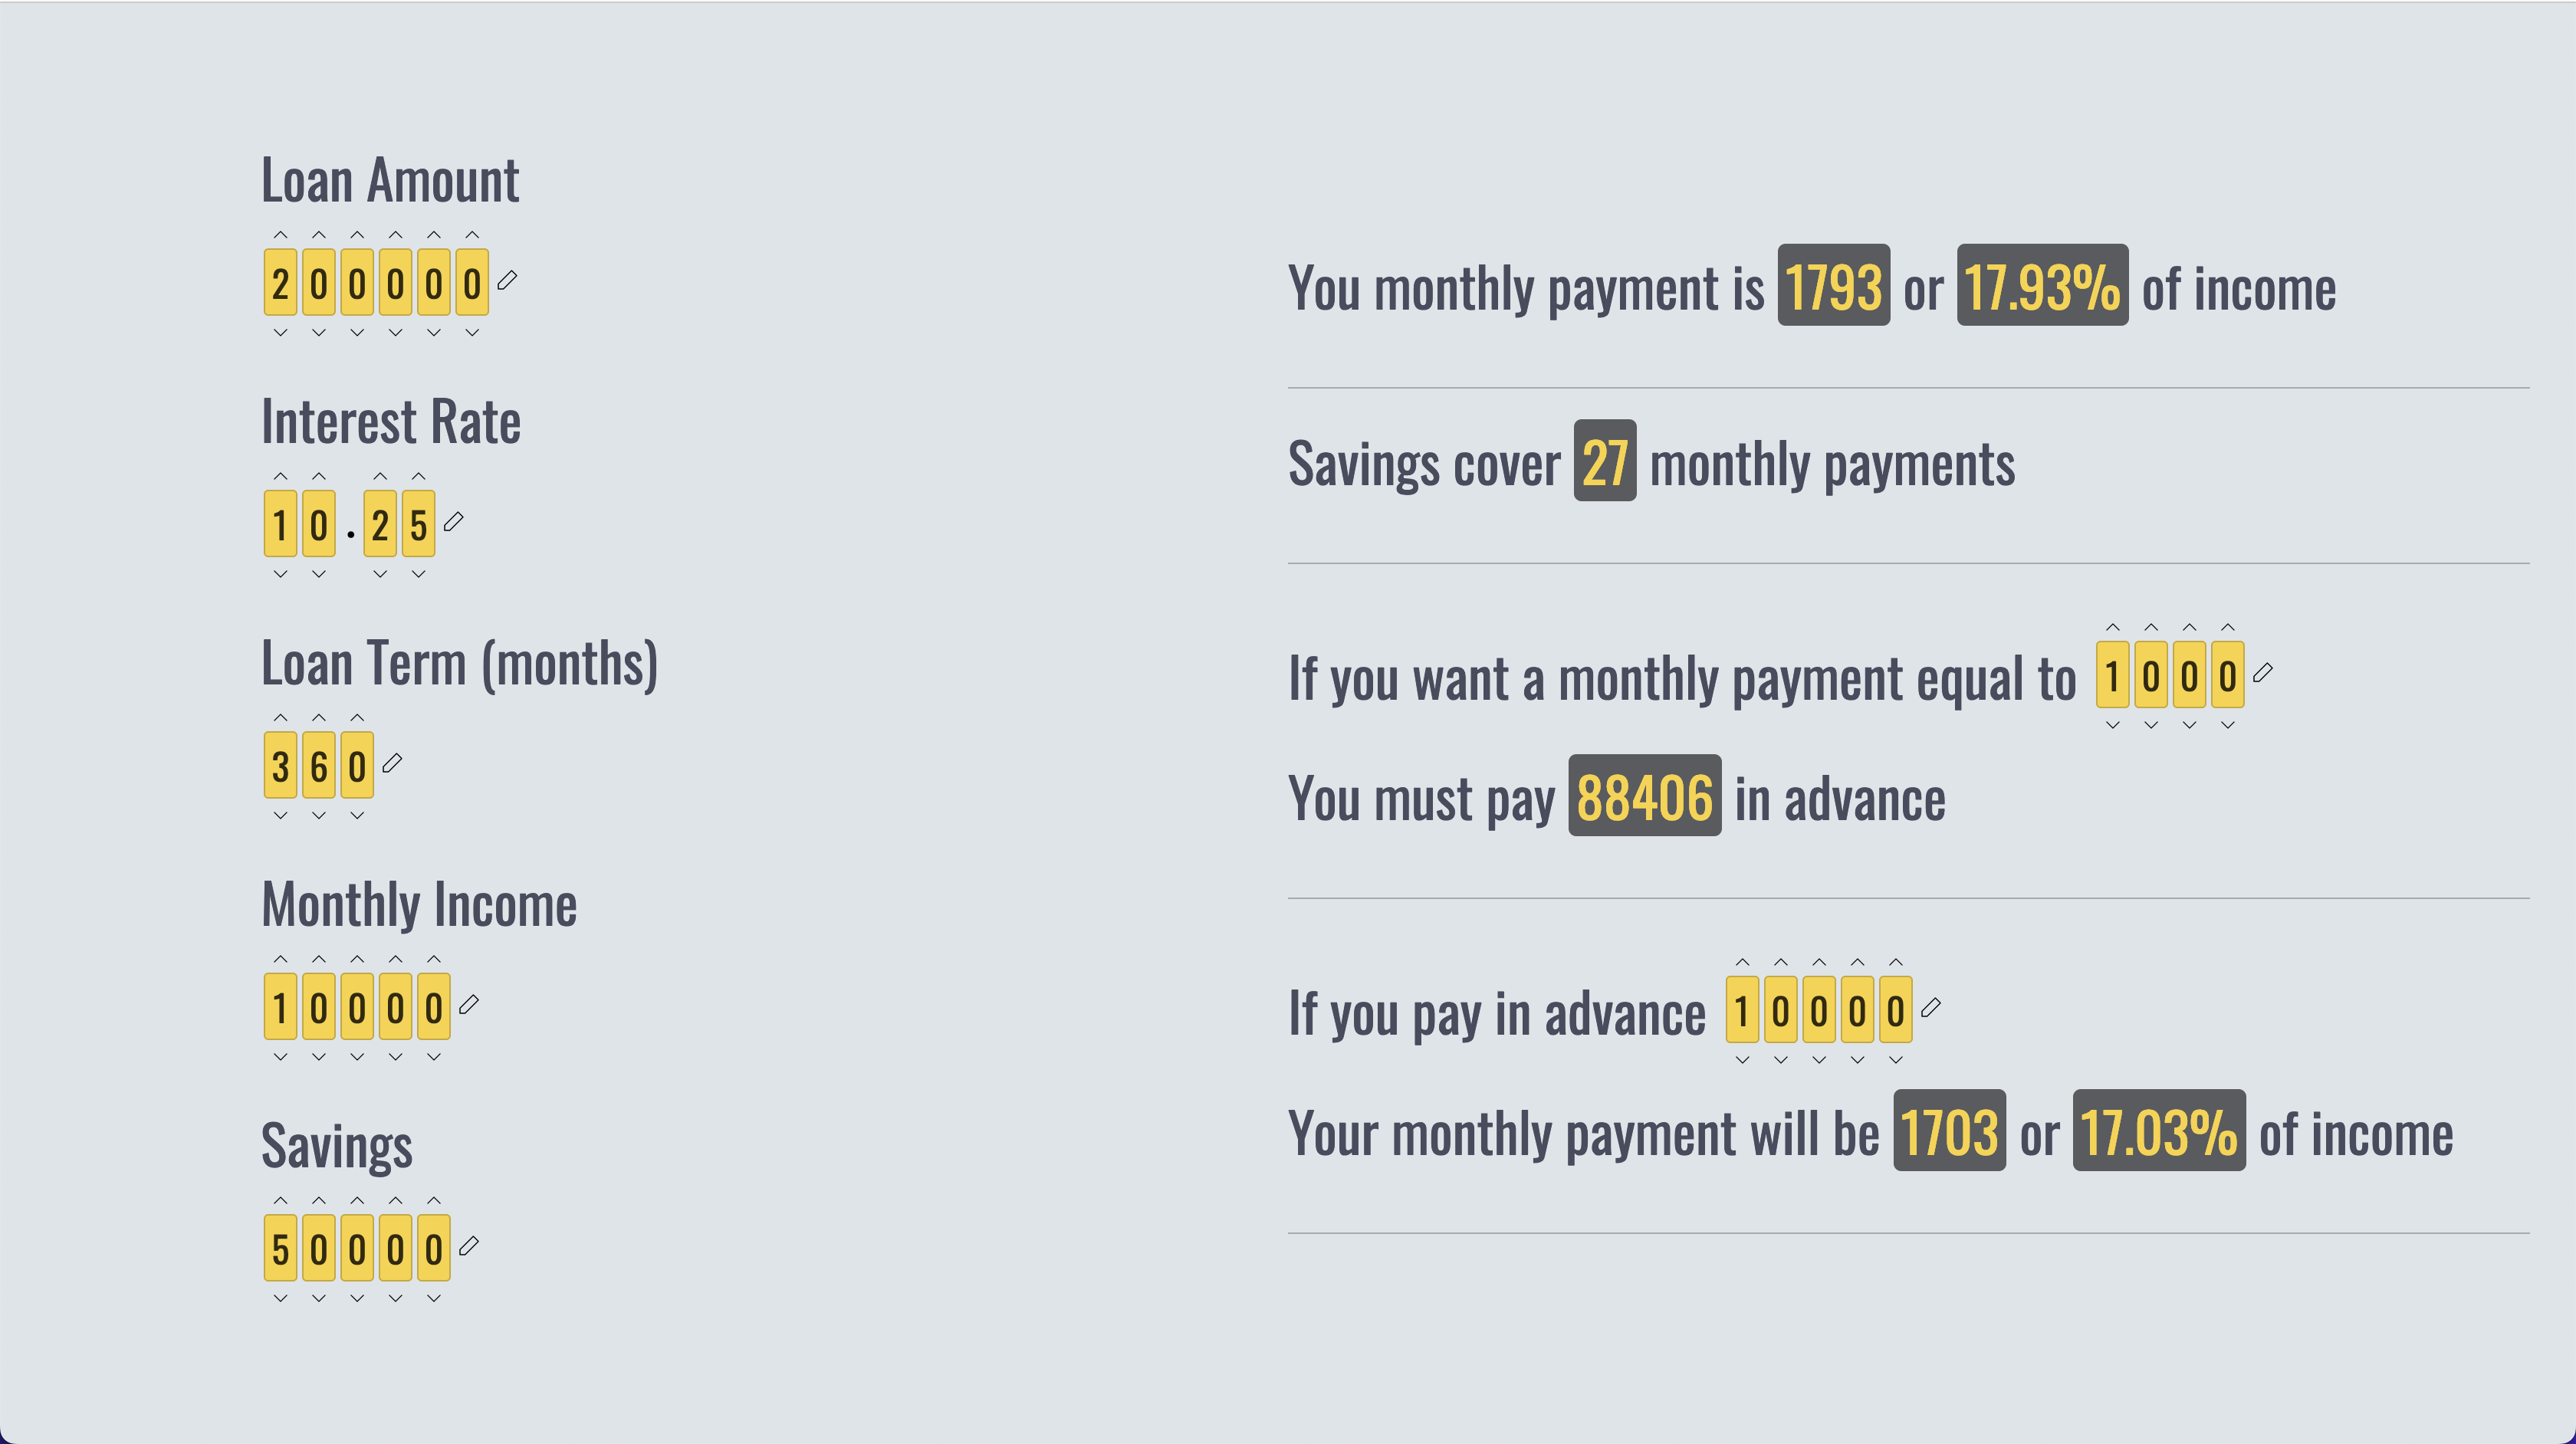 Loan Amount
200000
Interest Rate
10.25
Loan Term (months)
360
Monthly Income
10000
Savings
50000
You monthly payment is 1793 or 17.93% of income
Savings cover 27 monthly payments
If you want a monthly payment equal to 1000
You must pay 88406 in advance
If you pay in advance 10000
Your monthly payment will be 1703 or 17.03% of income